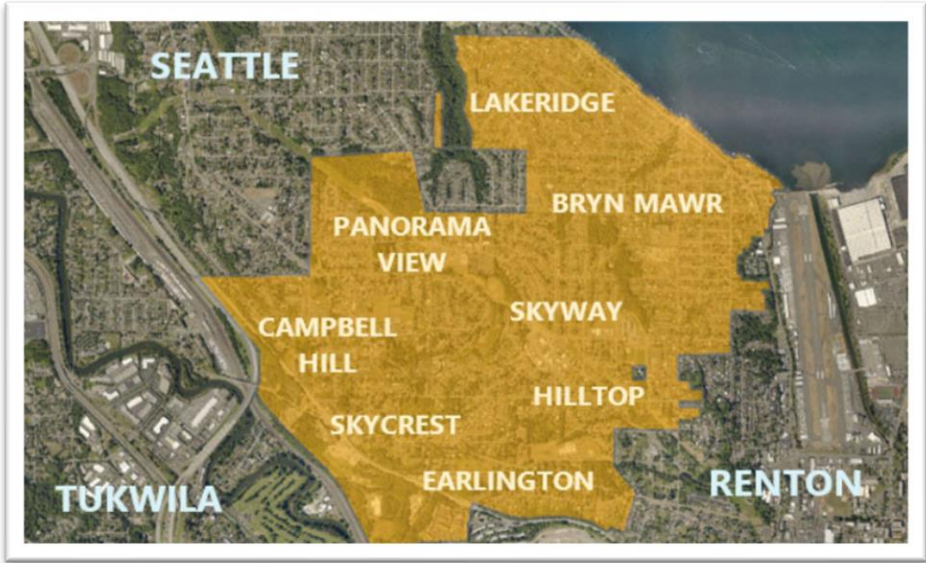 SEATTLE
LAKERIDGE
BRYN MAWR
PANORAMA
VIEW
SKYWAY
CAMPBELL
HILL
HILLTOP
SKYCREST
EARLINGTON
TUKWILA
RENTON